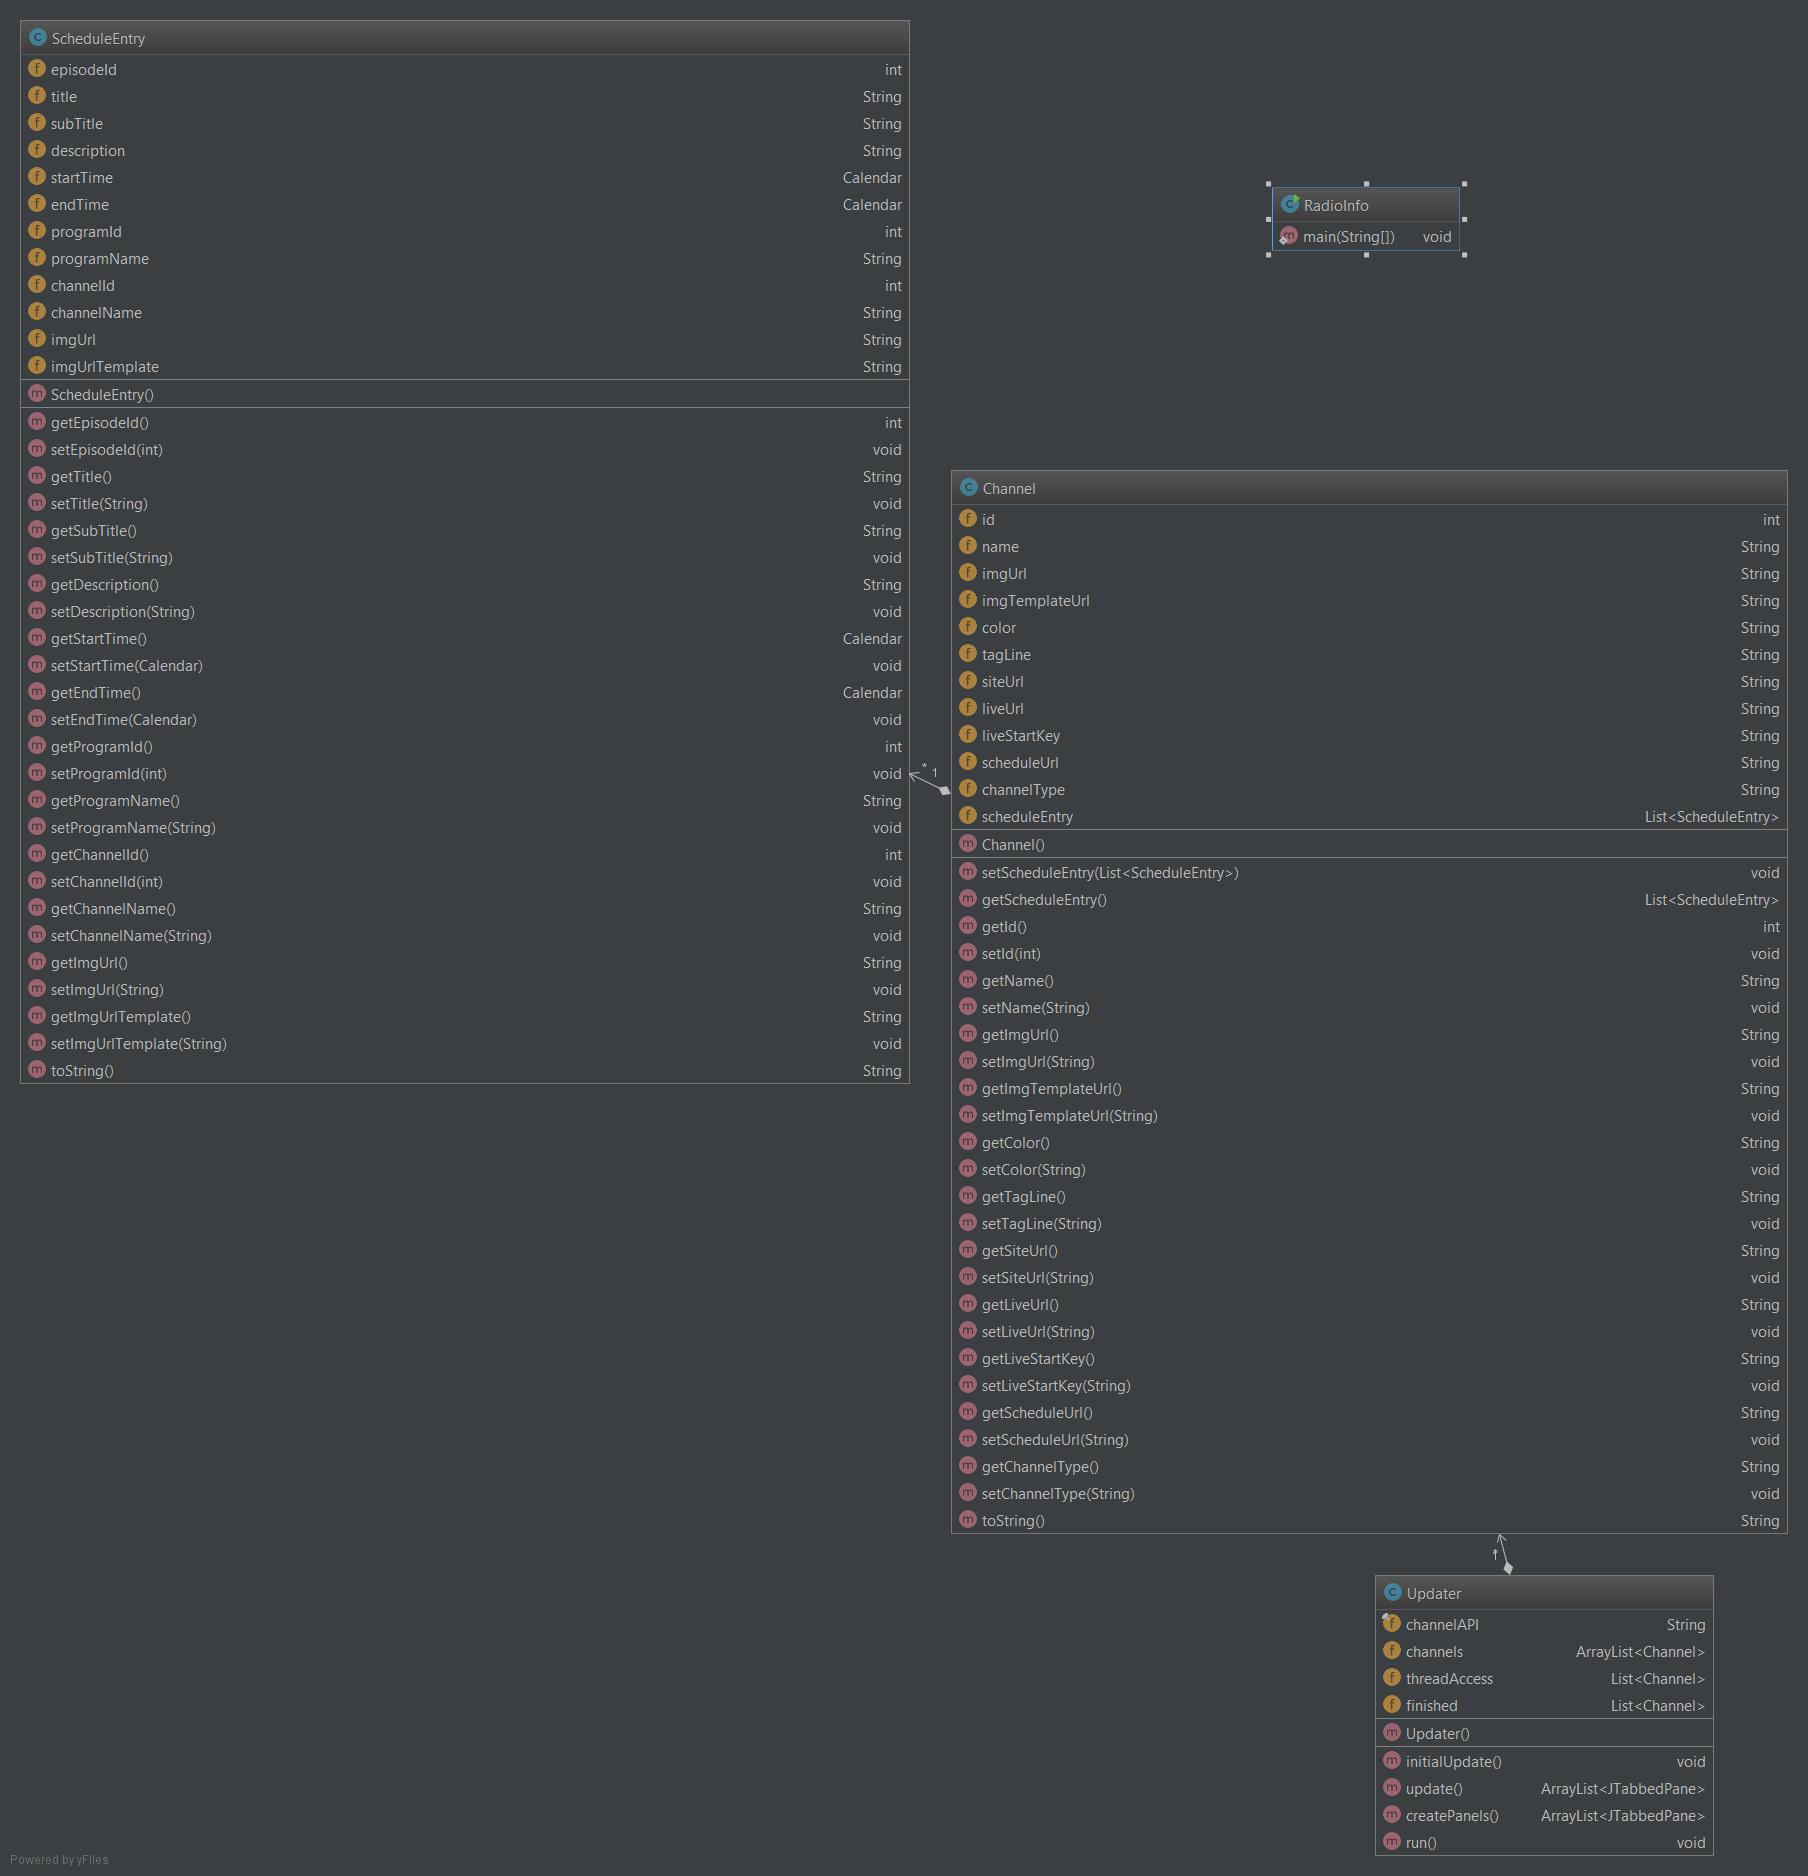 ScheduleEntry
episodeId int
title String
subTitle String
description String
startTime Calendar
endTime Calendar
programId int
programName String
channelId int
channelName String
imgUrl String
imgUrlTemplate String
ScheduleEntry()
getEpisodeId() int
setEpisodeId(int) void
getTitle() String
setTitle(String) void
getSubTitle() String
setSubTitle(String) void
getDescription() String
setDescription(String) void
getStartTime() Calendar
setStartTime(Calendar) void
getEndTime() Calendar
setEndTime(Calendar) void
getProgramId() int
setProgramId(int) void
getProgramName() String
setProgramName(String) void
getChannelId() int
setChannelId(int) void
getChannelName() String
setChannelName(String) void
getImgUrl() String
setImgUrl(String) void
getImgUrlTemplate() String
setImgUrlTemplate(String) void
toString() String
RadioInfo
main(String[]) void
* 1
Channel
id int
name String
imgUrl String
imgTemplateUrl String
color String
tagLine String
siteUrl String
liveUrl String
liveStartKey String
scheduleUrl String
channelType String
scheduleEntry List<ScheduleEntry>
Channel()
setScheduleEntry(List<ScheduleEntry>) void
getScheduleEntry() List<ScheduleEntry>
getId() int
setId(int) void
getName() String
setName(String) void
getImgUrl() String
setImgUrl(String) void
getImgTemplateUrl() String
setImgTemplateUrl(String) void
getColor() String
setColor(String) void
getTagLine() String
setTagLine(String) void
getSiteUrl() String
setSiteUrl(String) void
getLiveUrl() String
setLiveUrl(String) void
getLiveStartKey() String
setLiveStartKey(String) void
getScheduleUrl() String
setScheduleUrl(String) void
getChannelType() String
setChannelType(String) void
toString() String
Updater
channelAPI String
channels ArrayList<Channel>
threadAccess List<Channel>
finished List<Channel>
Updater()
initialUpdate() void
update() ArrayList<JTabbedPane>
createPanels() ArrayList<JTabbedPane>
run() void
Powered by yFiles